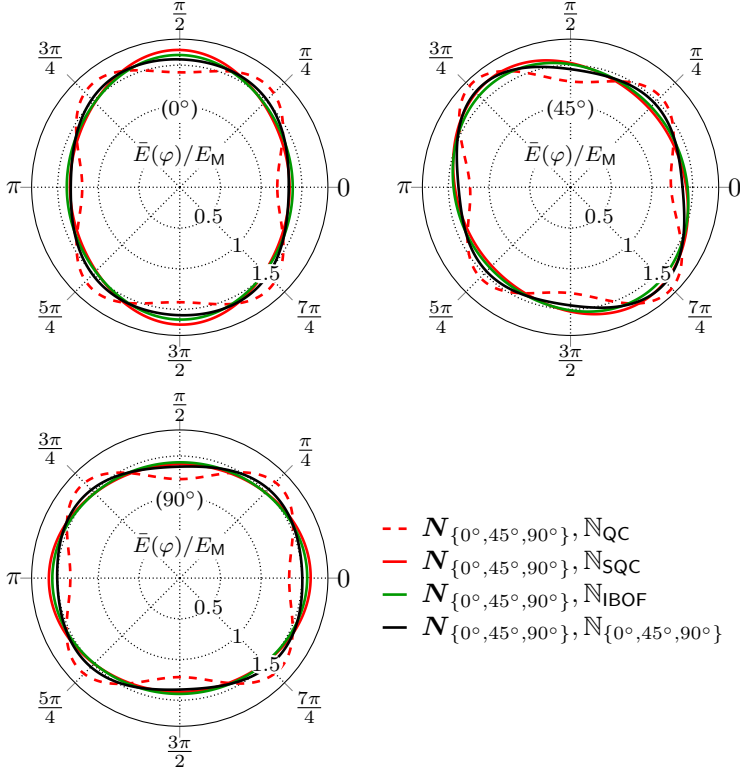 π/2
3π/4
π/4
(0°)
Ē(φ)/E_M
π
0
0.5
1
1.5
5π/4
7π/4
3π/2
π/2
3π/4
π/4
(45°)
Ē(φ)/E_M
π
0
0.5
1
1.5
5π/4
7π/4
3π/2
π/2
3π/4
π/4
(90°)
Ē(φ)/E_M
π
0
0.5
1
1.5
5π/4
7π/4
3π/2
N_{0°,45°,90°}, ℕ_QC
N_{0°,45°,90°}, ℕ_SQC
N_{0°,45°,90°}, ℕ_IBOF
N_{0°,45°,90°}, ℕ_{0°,45°,90°}